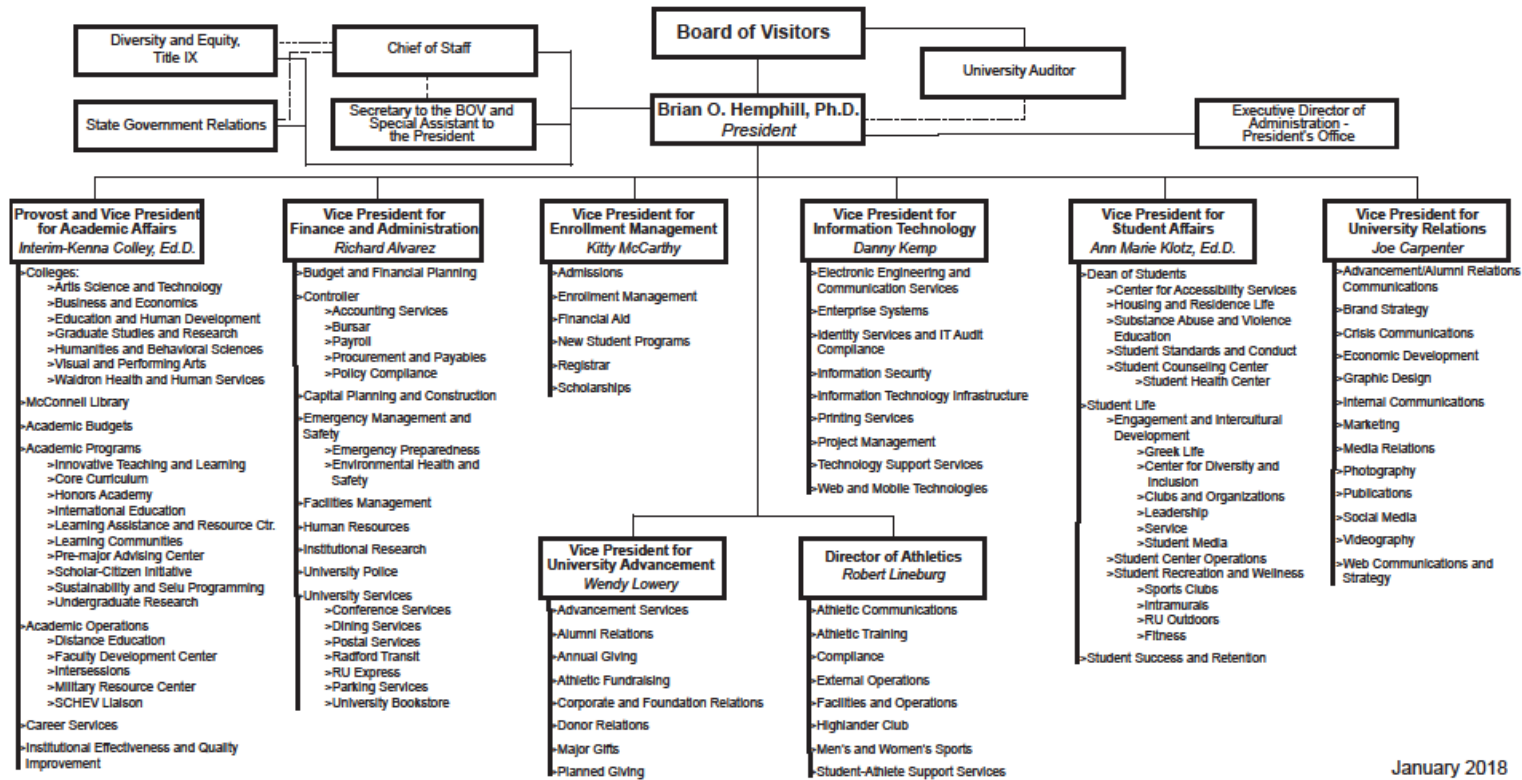 Board of Visitors
Diversity and Equity,
Title IX
Chief of Staff
University Auditor
State Government Relations
Secretary to the BOV and
Special Assistant to
the President
Brian O. Hemphill, Ph.D.
President
Executive Director of
Administration -
President's Office
Provost and Vice President
for Academic Affairs
Interim-Kenna Colley, Ed.D.
>Colleges:
>Artis Science and Technology
>Business and Economics
>Education and Human Development
>Graduate Studies and Research
>Humanities and Behavioral Sciences
>Visual and Performing Arts
>Waldron Health and Human Services
>McConnell Library
>Academic Budgets
>Academic Programs
>Innovative Teaching and Learning
>Core Curriculum
>Honors Academy
>International Education
>Learning Assistance and Resource Ctr.
>Learning Communities
>Pre-major Advising Center
>Scholar-Citizen Initiative
>Sustainability and Selu Programming
>Undergraduate Research
>Academic Operations
>Distance Education
>Faculty Development Center
>Intersessions
>Military Resource Center
>SCHEV Liaison
>Career Services
>Institutional Effectiveness and Quality
Improvement
Vice President for
Finance and Administration
Richard Alvarez
>Budget and Financial Planning
>Controller
>Accounting Services
>Bursar
>Payroll
>Procurement and Payables
>Policy Compliance
>Capital Planning and Construction
>Emergency Management and
Safety
>Emergency Preparedness
>Environmental Health and
Safety
>Facilities Management
>Human Resources
>Institutional Research
>University Police
>University Services
>Conference Services
>Dining Services
>Postal Services
>Radford Transit
>RU Express
>Parking Services
>University Bookstore
Vice President for
Enrollment Management
Kitty McCarthy
>Admissions
>Enrollment Management
>Financial Aid
>New Student Programs
>Registrar
>Scholarships
Vice President for
Information Technology
Danny Kemp
>Electronic Engineering and
Communication Services
>Enterprise Systems
>Identity Services and IT Audit
Compliance
>Information Security
>Information Technology Infrastructure
>Printing Services
>Project Management
>Technology Support Services
>Web and Mobile Technologies
Vice President for
Student Affairs
Ann Marie Klotz, Ed.D.
>Dean of Students
>Center for Accessibility Services
>Housing and Residence Life
>Substance Abuse and Violence
Education
>Student Standards and Conduct
>Student Counseling Center
>Student Health Center
>Student Life
>Engagement and Intercultural
Development
>Greek Life
>Center for Diversity and
Inclusion
>Clubs and Organizations
>Leadership
>Service
>Student Media
>Student Center Operations
>Student Recreation and Wellness
>Sports Clubs
>Intramurals
>RU Outdoors
>Fitness
>Student Success and Retention
Vice President for
University Relations
Joe Carpenter
>Advancement/Alumni Relations
Communications
>Brand Strategy
>Crisis Communications
>Economic Development
>Graphic Design
>Internal Communications
>Marketing
>Media Relations
>Photography
>Publications
>Social Media
>Videography
>Web Communications and
Strategy
Vice President for
University Advancement
Wendy Lowery
>Advancement Services
>Alumni Relations
>Annual Giving
>Athletic Fundraising
>Corporate and Foundation Relations
>Donor Relations
>Major Gifts
>Planned Giving
Director of Athletics
Robert Lineburg
>Athletic Communications
>Athletic Training
>Compliance
>External Operations
>Facilities and Operations
>Highlander Club
>Men's and Women's Sports
>Student-Athlete Support Services
January 2018